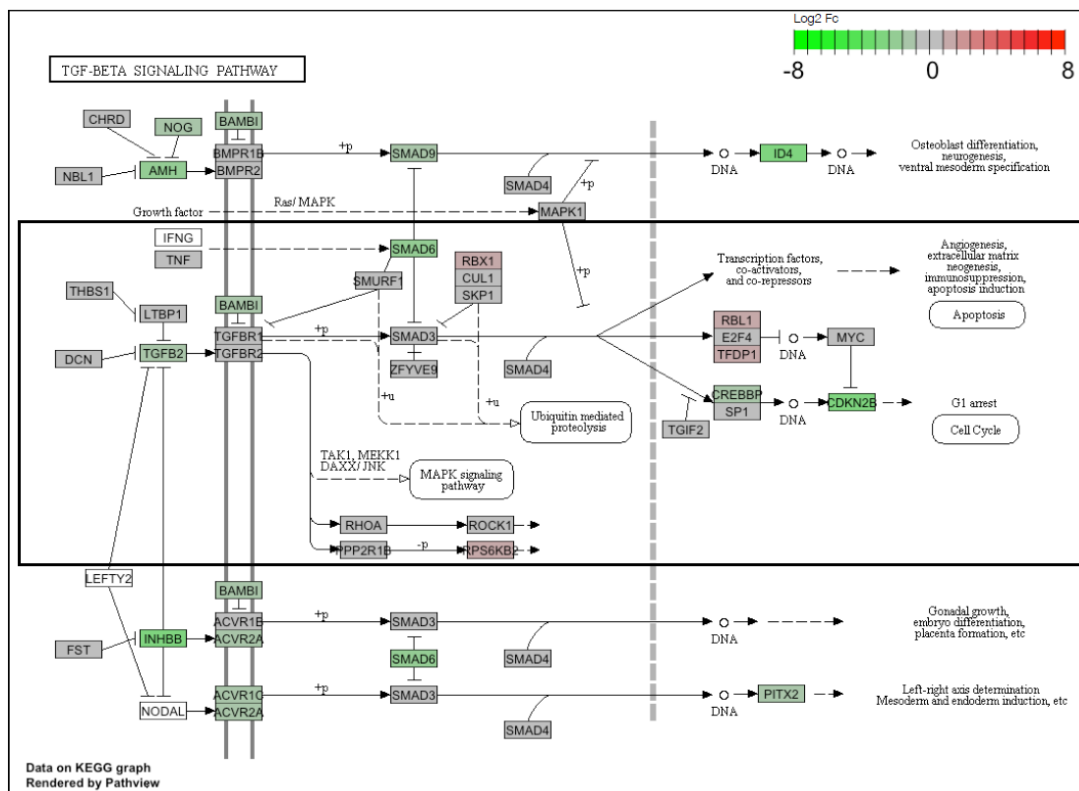 Log2 Fc
-8
0
8
TGF-BETA SIGNALING PATHWAY
CHRD
NOG
BAMBI
NBL1
AMH
BMPR1B
BMPR2
+p
SMAD9
SMAD4
+p
DNA
ID4
DNA
Osteoblast differentiation,
neurogenesis,
ventral mesoderm specification
Growth factor
Ras/ MAPK
MAPK1
+p
IFNG
TNF
SMAD6
SMURF1
RBX1
CUL1
SKP1
Transcription factors,
co-activators,
and co-repressors
Angiogenesis,
extracellular matrix
neogenesis,
immunosuppression,
apoptosis induction
Apoptosis
THBS1
LTBP1
BAMBI
DCN
TGFB2
TGFBR1
TGFBR2
+p
SMAD3
ZFYVE9
SMAD4
RBL1
E2F4
TFDP1
DNA
MYC
+u
+u
Ubiquitin mediated
proteolysis
TGIF2
CREBBP
SP1
DNA
CDKN2B
G1 arrest
Cell Cycle
TAK1, MEKK1
DAXX/ JNK
MAPK signaling
pathway
RHOA
ROCK1
PPP2R1B
-p
RPS6KB2
LEFTY2
BAMBI
FST
INHBB
ACVR1B
ACVR2A
+p
SMAD3
SMAD4
DNA
Gonadal growth,
embryo differentiation,
placenta formation, etc
SMAD6
NODAL
ACVR1C
ACVR2A
+p
SMAD3
SMAD4
DNA
PITX2
Left-right axis determination
Mesoderm and endoderm induction, etc
Data on KEGG graph
Rendered by Pathview